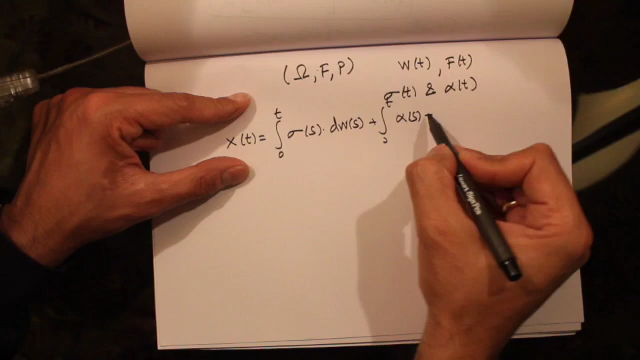 (Ω, F, P) W(t), F(t)
σ(t) & α(t)
X(t) = ∫₀ᵗ σ(s). dW(s) + ∫₀ᵗ α(s)